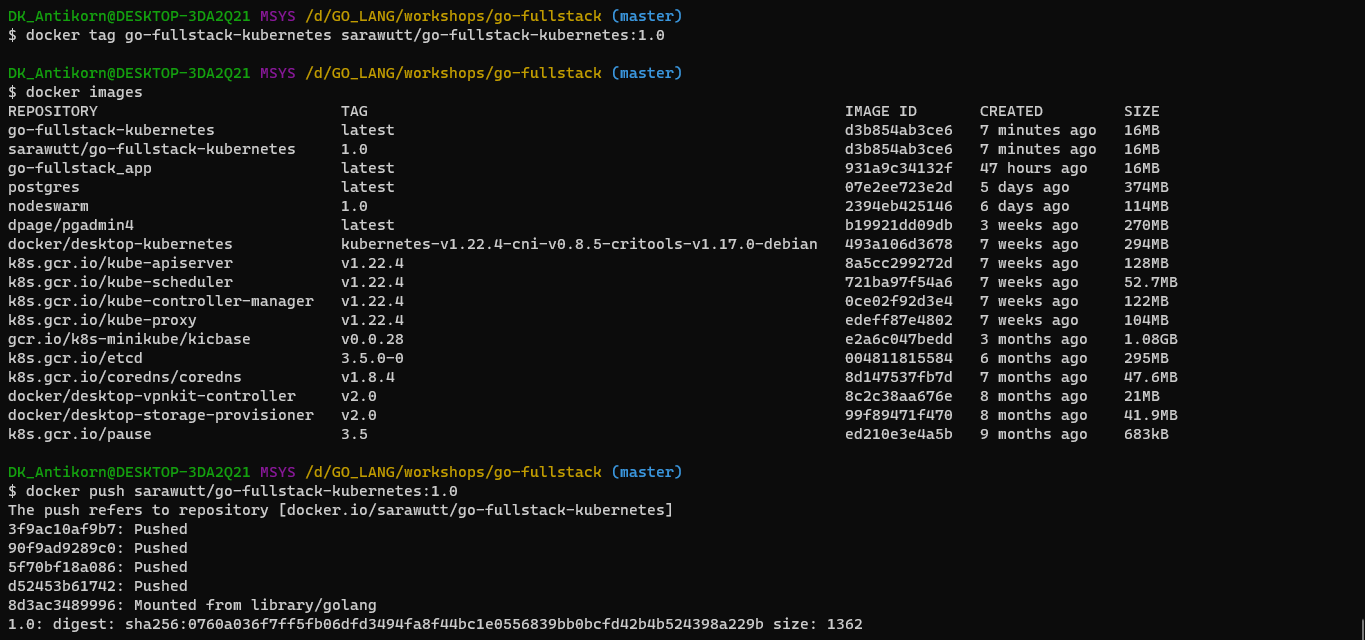 DK_Antikorn@DESKTOP-3DA2Q21 MSYS /d/GO_LANG/workshops/go-fullstack (master)
$ docker tag go-fullstack-kubernetes sarawutt/go-fullstack-kubernetes:1.0
DK_Antikorn@DESKTOP-3DA2Q21 MSYS /d/GO_LANG/workshops/go-fullstack (master)
$ docker images
REPOSITORY TAG IMAGE ID CREATED SIZE
go-fullstack-kubernetes latest d3b854ab3ce6 7 minutes ago 16MB
sarawutt/go-fullstack-kubernetes 1.0 d3b854ab3ce6 7 minutes ago 16MB
go-fullstack_app latest 931a9c34132f 47 hours ago 16MB
postgres latest 07e2ee723e2d 5 days ago 374MB
nodeswarm 1.0 2394eb425146 6 days ago 114MB
dpage/pgadmin4 latest b19921dd09db 3 weeks ago 270MB
docker/desktop-kubernetes kubernetes-v1.22.4-cni-v0.8.5-critools-v1.17.0-debian 493a106d3678 7 weeks ago 294MB
k8s.gcr.io/kube-apiserver v1.22.4 8a5cc299272d 7 weeks ago 128MB
k8s.gcr.io/kube-scheduler v1.22.4 721ba97f54a6 7 weeks ago 52.7MB
k8s.gcr.io/kube-controller-manager v1.22.4 0ce02f92d3e4 7 weeks ago 122MB
k8s.gcr.io/kube-proxy v1.22.4 edeff87e4802 7 weeks ago 104MB
gcr.io/k8s-minikube/kicbase v0.0.28 e2a6c047bedd 3 months ago 1.08GB
k8s.gcr.io/etcd 3.5.0-0 004811815584 6 months ago 295MB
k8s.gcr.io/coredns/coredns v1.8.4 8d147537fb7d 7 months ago 47.6MB
docker/desktop-vpnkit-controller v2.0 8c2c38aa676e 8 months ago 21MB
docker/desktop-storage-provisioner v2.0 99f89471f470 8 months ago 41.9MB
k8s.gcr.io/pause 3.5 ed210e3e4a5b 9 months ago 683kB
DK_Antikorn@DESKTOP-3DA2Q21 MSYS /d/GO_LANG/workshops/go-fullstack (master)
$ docker push sarawutt/go-fullstack-kubernetes:1.0
The push refers to repository [docker.io/sarawutt/go-fullstack-kubernetes]
3f9ac10af9b7: Pushed
90f9ad9289c0: Pushed
5f70bf18a086: Pushed
d52453b61742: Pushed
8d3ac3489996: Mounted from library/golang
1.0: digest: sha256:0760a036f7ff5fb06dfd3494fa8f44bc1e0556839bb0bcfd42b4b524398a229b size: 1362